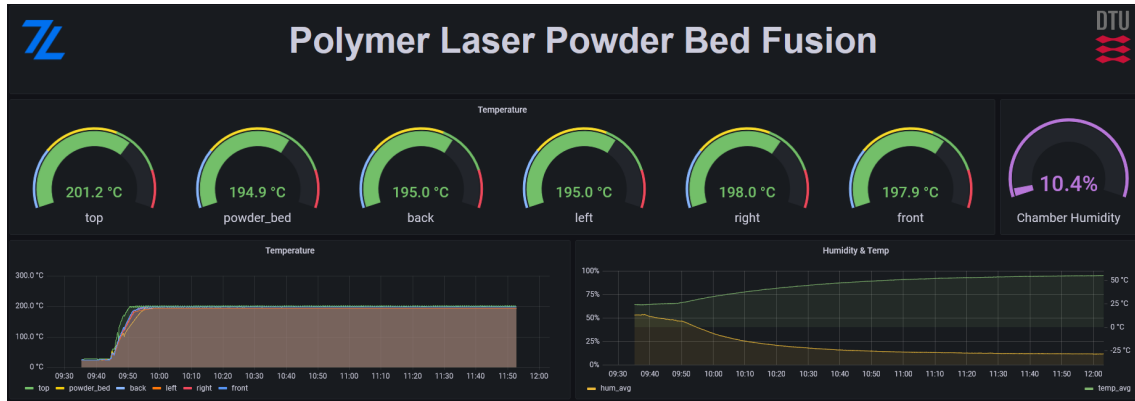 Polymer Laser Powder Bed Fusion
DTU
Temperature
201.2 °C
top
194.9 °C
powder_bed
195.0 °C
back
195.0 °C
left
198.0 °C
right
197.9 °C
front
10.4%
Chamber Humidity
Temperature
300.0 °C
200.0 °C
100.0 °C
0 °C
09:30 09:40 09:50 10:00 10:10 10:20 10:30 10:40 10:50 11:00 11:10 11:20 11:30 11:40 11:50 12:00
top powder_bed back left right front
Humidity & Temp
100%
75%
50%
25%
0%
50 °C
25 °C
0 °C
-25 °C
09:30 09:40 09:50 10:00 10:10 10:20 10:30 10:40 10:50 11:00 11:10 11:20 11:30 11:40 11:50 12:00
hum_avg temp_avg